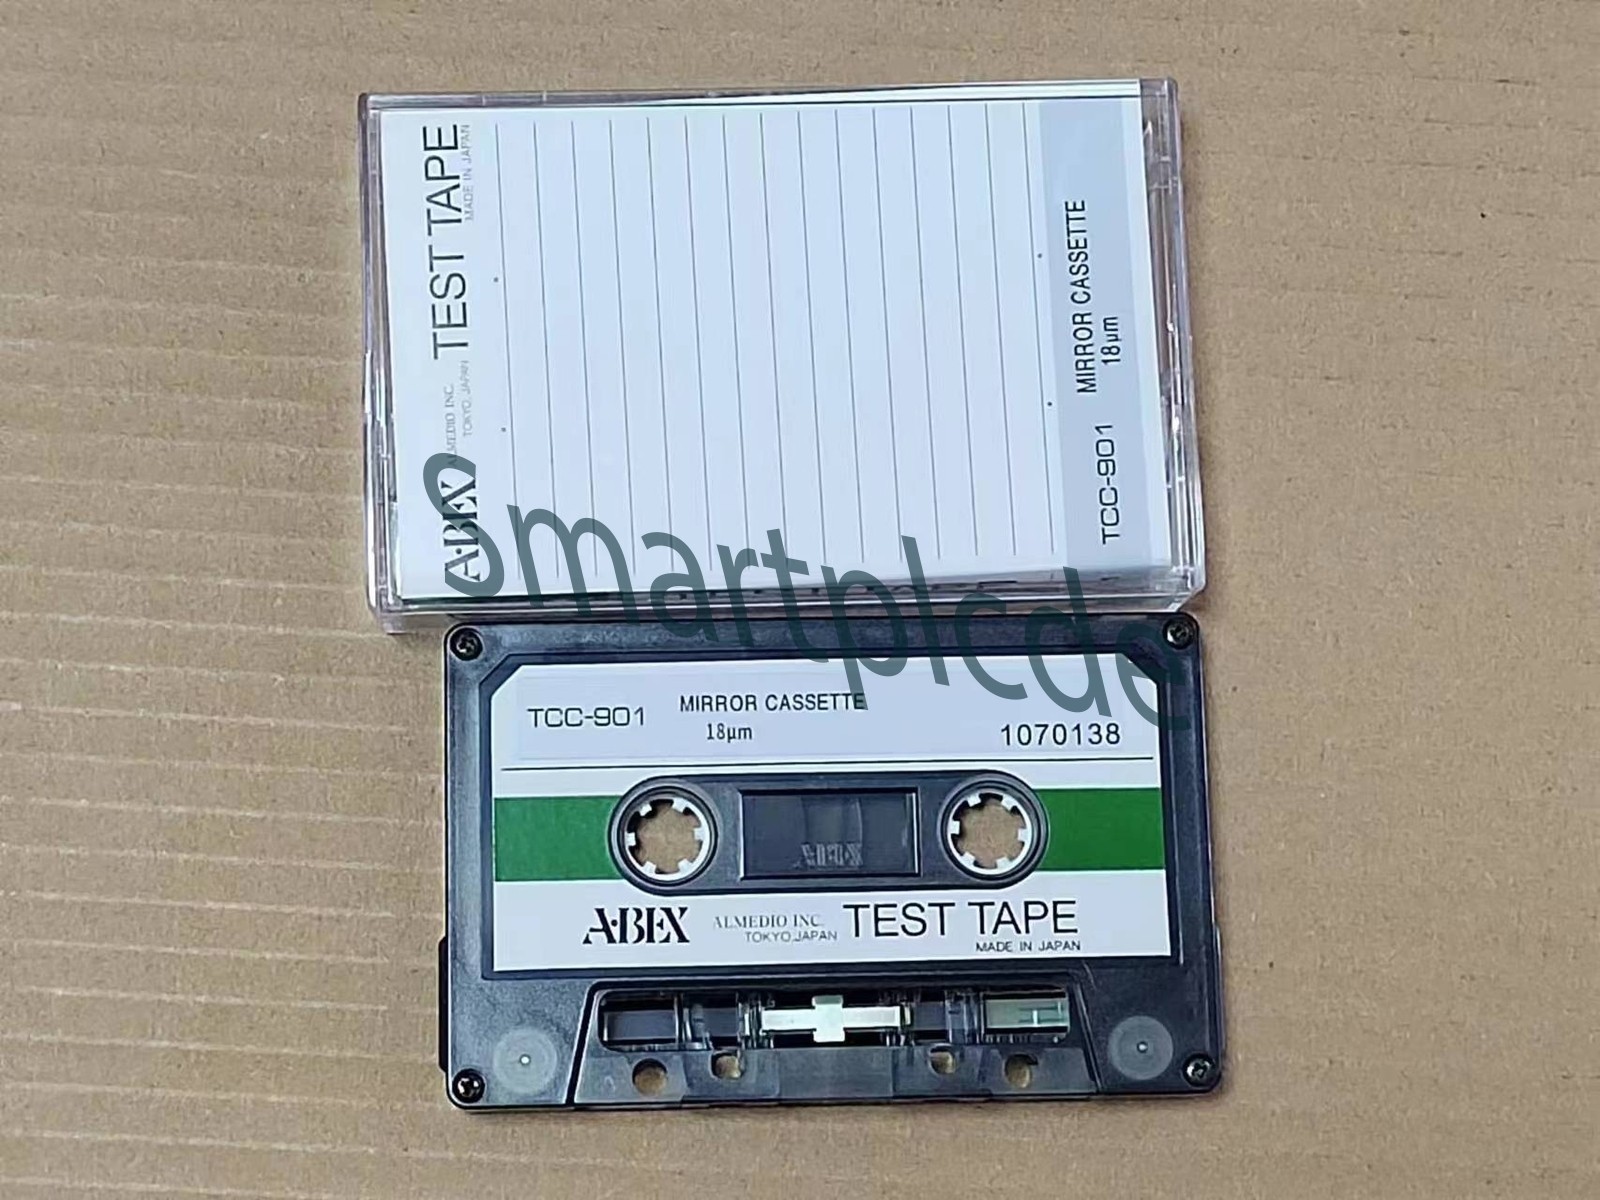 A·BEX ALMEDIO INC. TOKYO, JAPAN TEST TAPE
MADE IN JAPAN
TCC-901 MIRROR CASSETTE
18µm
smartplcde
TCC-901 MIRROR CASSETTE
18µm
1070138
A·BEX
A·BEX ALMEDIO INC. TEST TAPE
TOKYO, JAPAN
MADE IN JAPAN